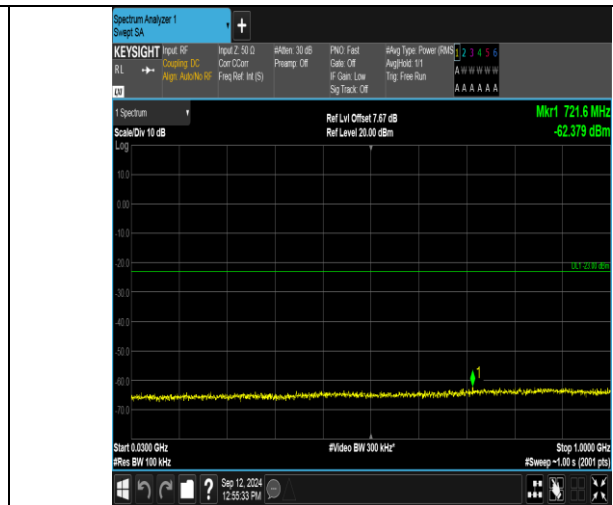 Spectrum Analyzer 1
Swept SA
+
KEYSIGHT Input: RF Input Z: 50 Ω #Atten: 30 dB PNO: Fast #Avg Type: Power (RMS 1 2 3 4 5 6
RL Coupling: DC Corr CCorr Preamp: Off Gate: Off Avg|Hold: 1/1 A W W W W W
Align: Auto/No RF Freq Ref: Int (S) IF Gain: Low Trig: Free Run
Sig Track: Off A A A A A A
LXI
1 Spectrum Ref Lvl Offset 7.67 dB Mkr1 721.6 MHz
Scale/Div 10 dB Ref Level 20.00 dBm -62.379 dBm
Log
10.0
0.00
-10.0
-20.0
DL1 -23.00 dBm
-30.0
-40.0
-50.0
1
-60.0
-70.0
Start 0.0300 GHz #Video BW 300 kHz* Stop 1.0000 GHz
#Res BW 100 kHz #Sweep ~1.00 s (2001 pts)
? Sep 12, 2024
12:55:33 PM